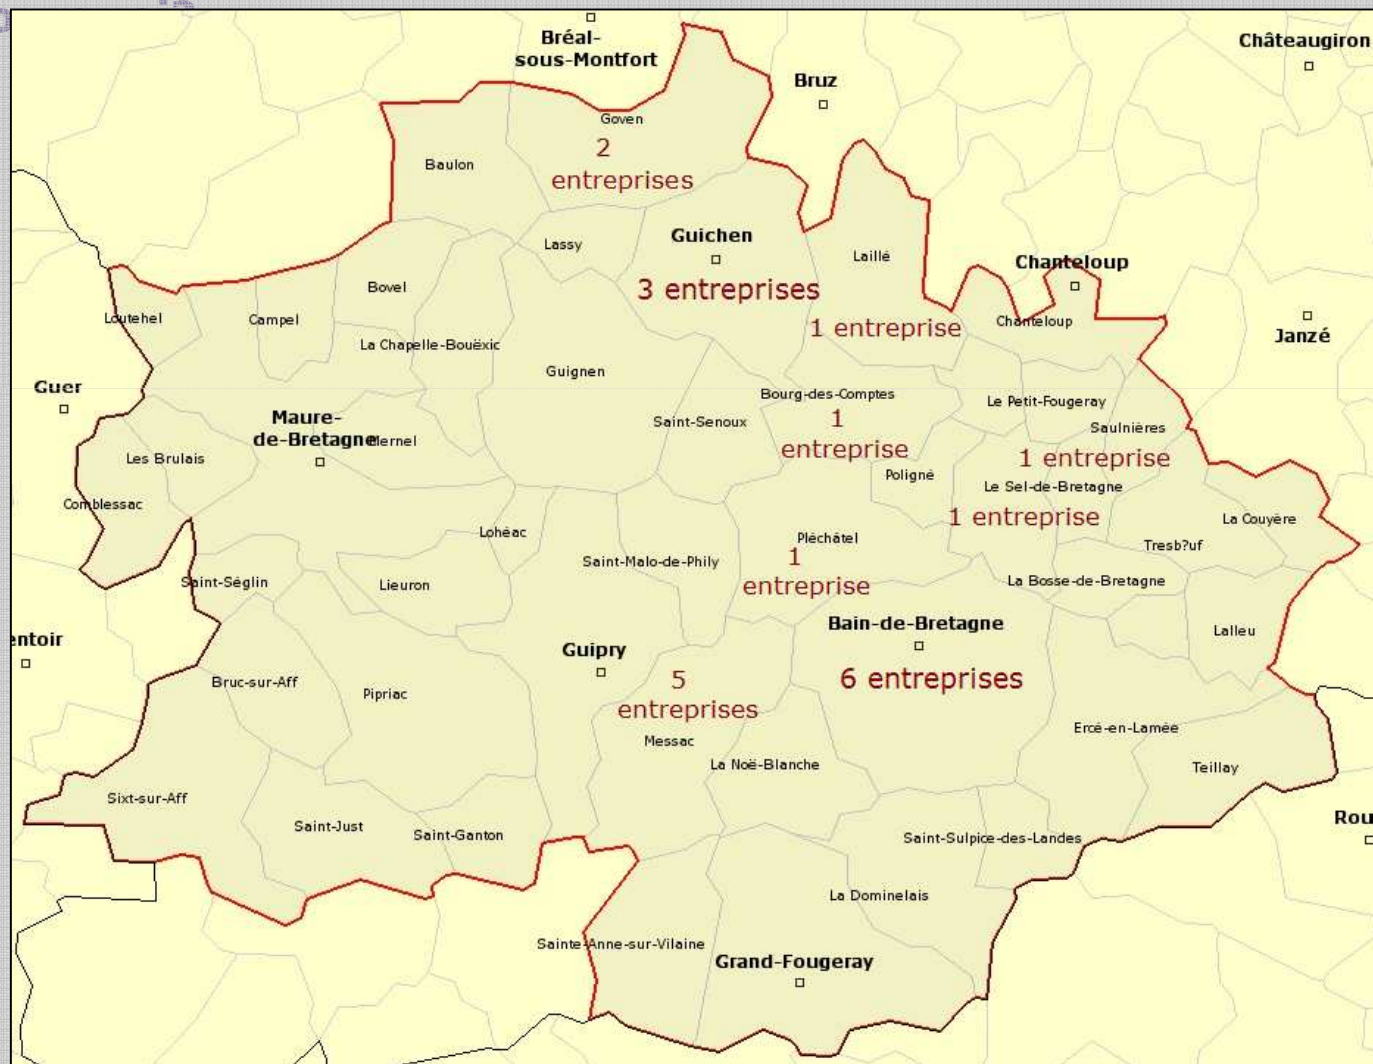 Bréal-
sous-Montfort
Châteaugiron
Bruz
Goven
2
entreprises
Baulon
Guichen
Lassy
Laillé
Chanteloup
3 entreprises
Bovel
Loutehel
Campel
1 entreprise
Chanteloup
Janzé
La Chapelle-Bouëxic
Guignen
Guer
Bourg-des-Comptes
1
entreprise
Le Petit-Fougeray
Maure-
de-Bretagne
Mernel
Saint-Senoux
Saulnières
1 entreprise
Les Brulais
Poligné
Le Sel-de-Bretagne
1 entreprise
Comblessac
La Couyère
Lohéac
Pléchâtel
1
entreprise
Tresb?uf
Saint-Malo-de-Phily
Saint-Séglin
Lieuron
La Bosse-de-Bretagne
Bain-de-Bretagne
6 entreprises
Lalleu
entoir
Guipry
5
entreprises
Bruc-sur-Aff
Pipriac
Messac
Ercé-en-Lamée
La Noë-Blanche
Teillay
Sixt-sur-Aff
Rou
Saint-Just
Saint-Ganton
Saint-Sulpice-des-Landes
La Dominelais
Sainte-Anne-sur-Vilaine
Grand-Fougeray